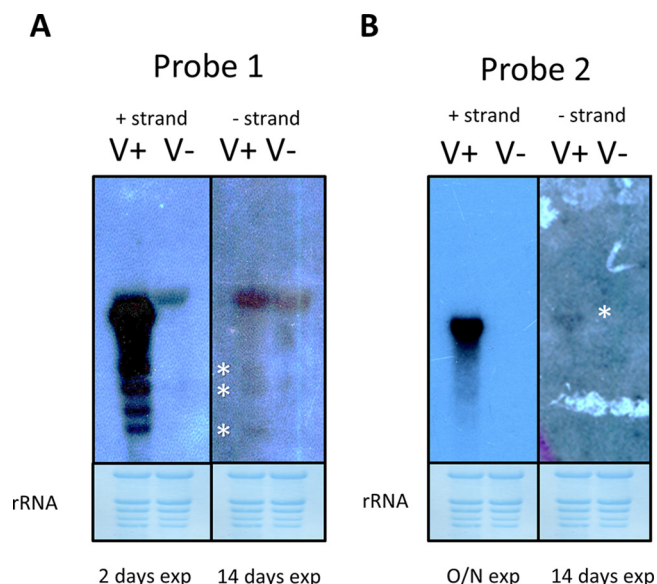 A
Probe 1
+ strand - strand
V+ V- V+ V-
*
*
*
rRNA
2 days exp 14 days exp
B
Probe 2
+ strand - strand
V+ V- V+ V-
*
rRNA
O/N exp 14 days exp